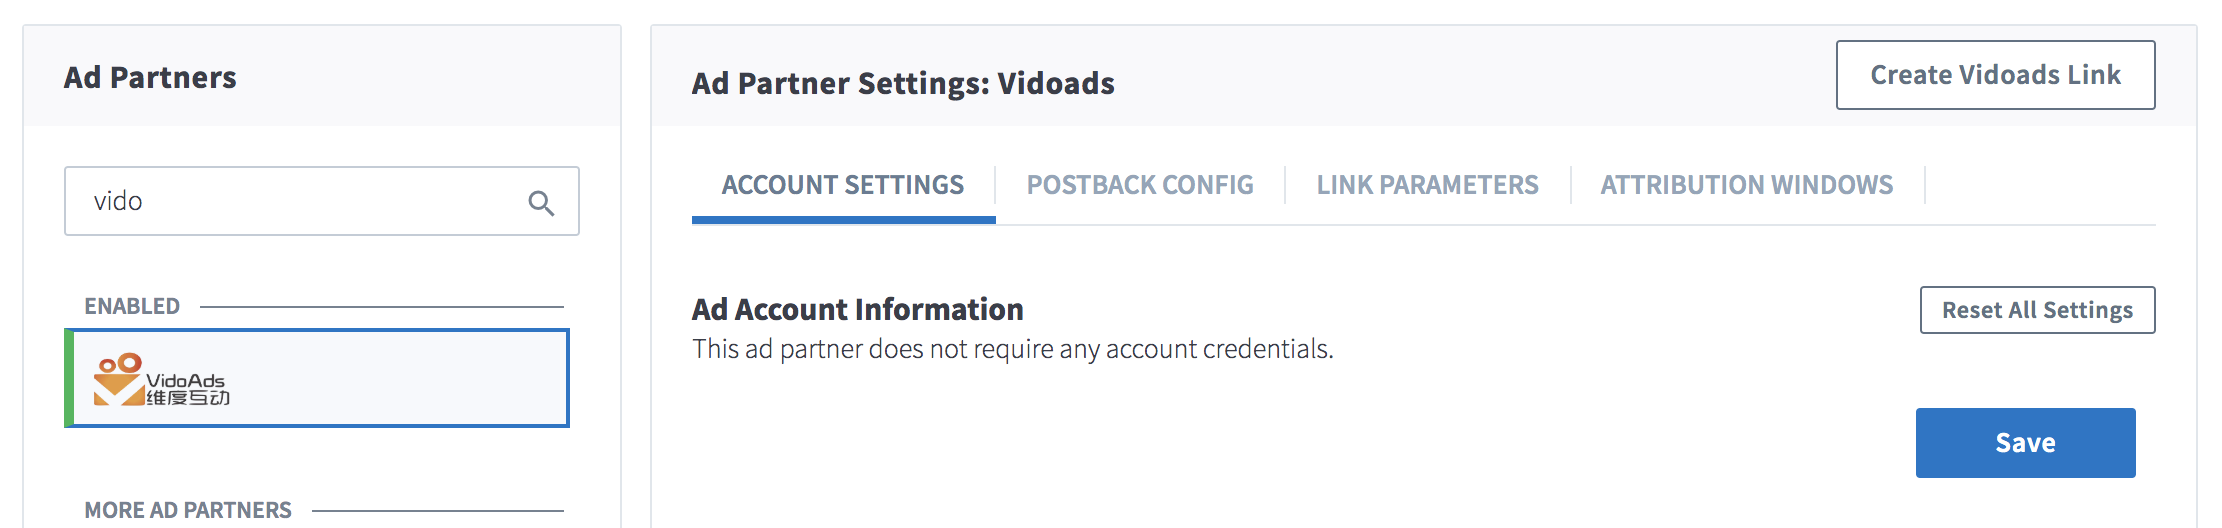 Ad Partners
vido
ENABLED
VidoAds
维度互动
MORE AD PARTNERS
Ad Partner Settings: Vidoads
Create Vidoads Link
ACCOUNT SETTINGS
POSTBACK CONFIG
LINK PARAMETERS
ATTRIBUTION WINDOWS
Ad Account Information
Reset All Settings
This ad partner does not require any account credentials.
Save